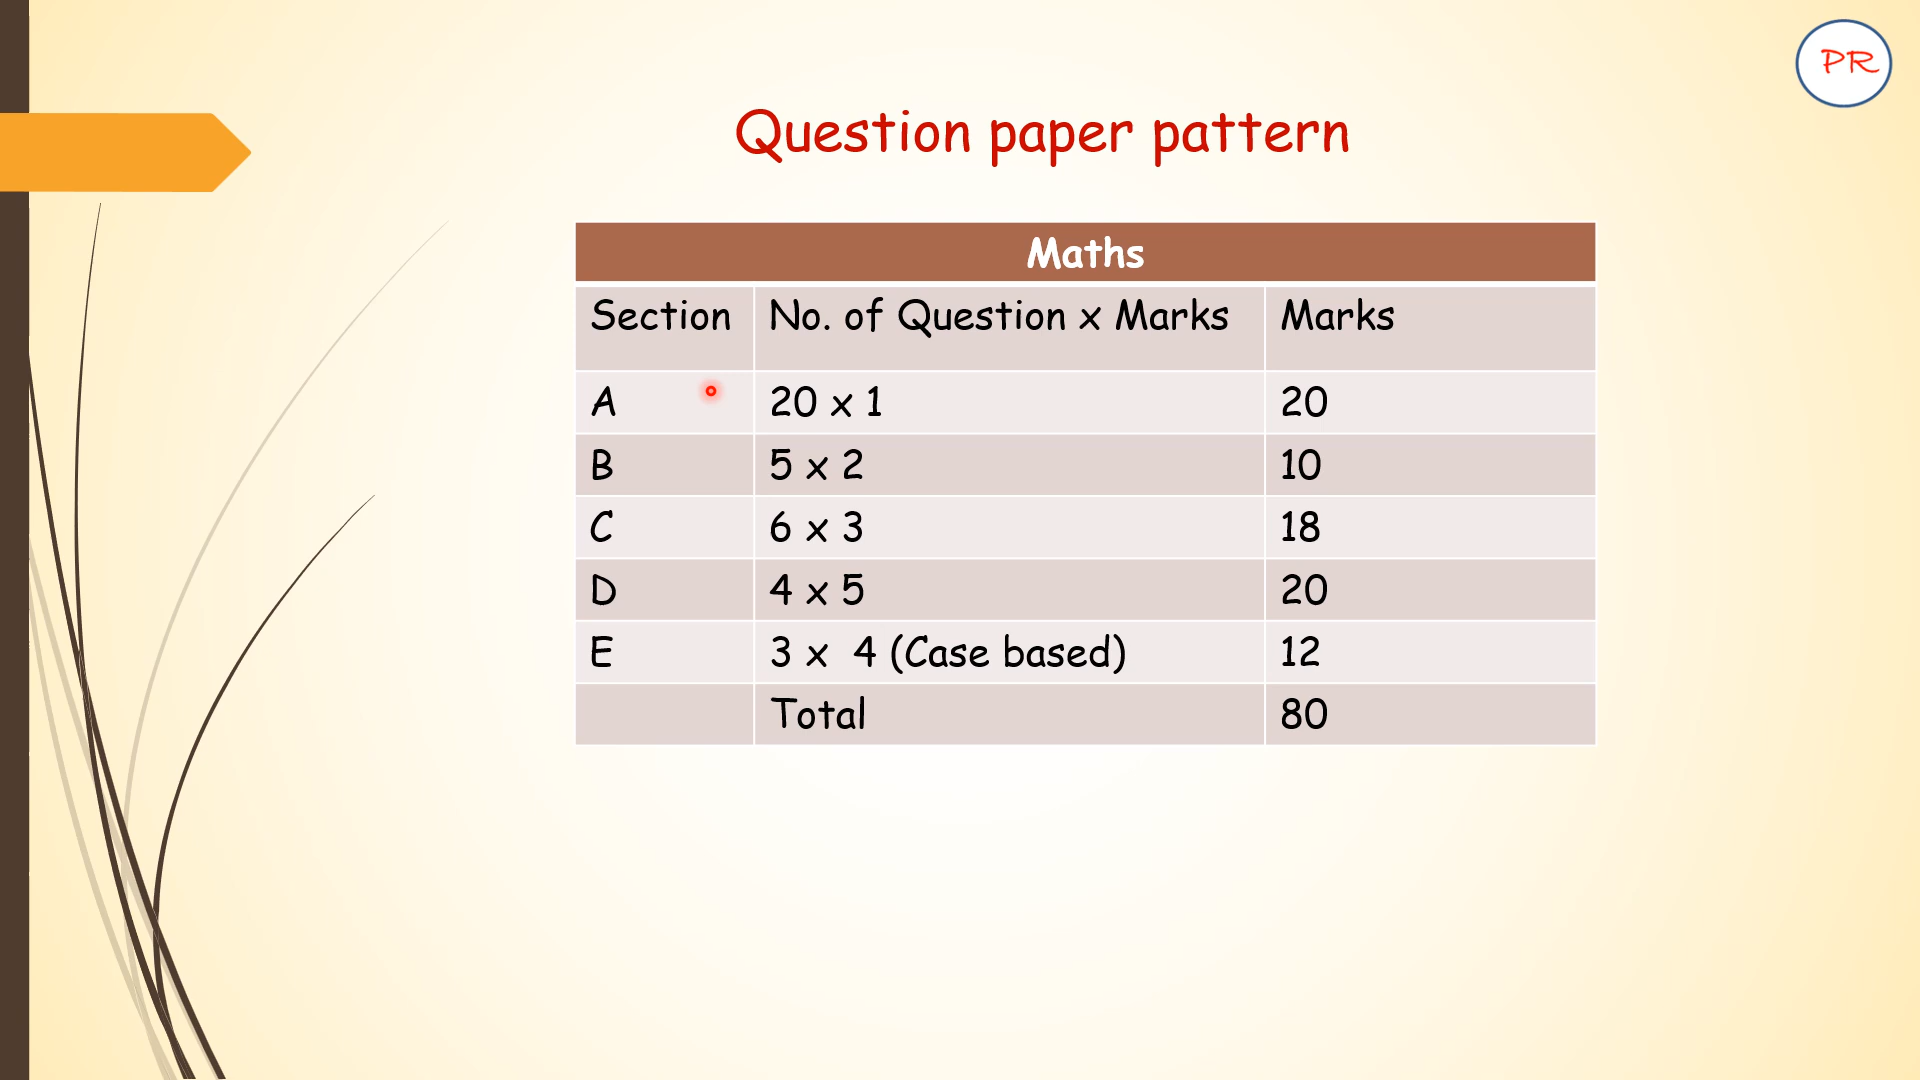 PR
Question paper pattern
Maths
Section No. of Question x Marks Marks
A 20 x 1 20
B 5 x 2 10
C 6 x 3 18
D 4 x 5 20
E 3 x  4 (Case based) 12
Total 80